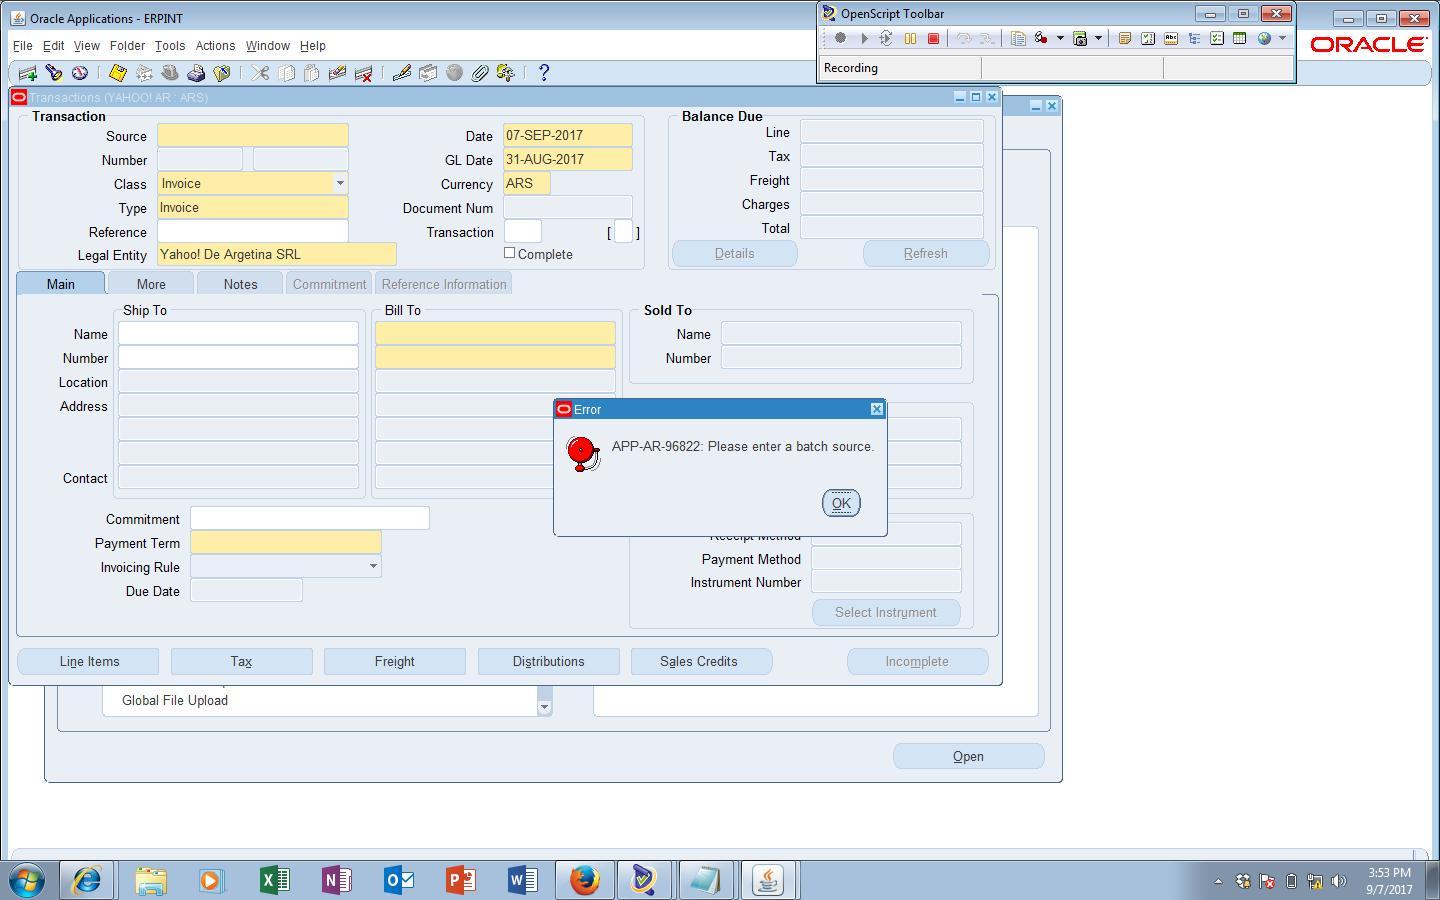 Oracle Applications - ERPINT
OpenScript Toolbar
File Edit View Folder Tools Actions Window Help
ORACLE
Recording
Transactions (YAHOO! AR : ARS)
Transaction
Source
Number
Class Invoice
Type Invoice
Reference
Legal Entity Yahoo! De Argetina SRL
Date 07-SEP-2017
GL Date 31-AUG-2017
Currency ARS
Document Num
Transaction [ ]
Complete
Balance Due
Line
Tax
Freight
Charges
Total
Details Refresh
Main More Notes Commitment Reference Information
Ship To Bill To Sold To
Name
Number
Location
Address
Contact
Name
Number
Error
APP-AR-96822: Please enter a batch source.
OK
Commitment
Payment Term
Invoicing Rule
Due Date
Receipt Method
Payment Method
Instrument Number
Select Instrument
Line Items Tax Freight Distributions Sales Credits Incomplete
Global File Upload
Open
3:53 PM
9/7/2017